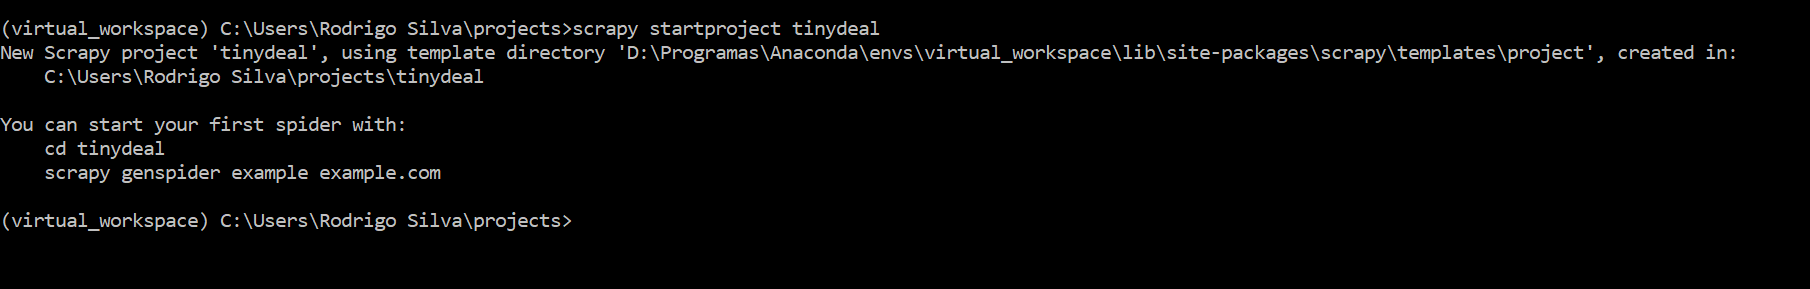 (virtual_workspace) C:\Users\Rodrigo Silva\projects>scrapy startproject tinydeal
New Scrapy project 'tinydeal', using template directory 'D:\Programas\Anaconda\envs\virtual_workspace\lib\site-packages\scrapy\templates\project', created in:
    C:\Users\Rodrigo Silva\projects\tinydeal

You can start your first spider with:
    cd tinydeal
    scrapy genspider example example.com

(virtual_workspace) C:\Users\Rodrigo Silva\projects>